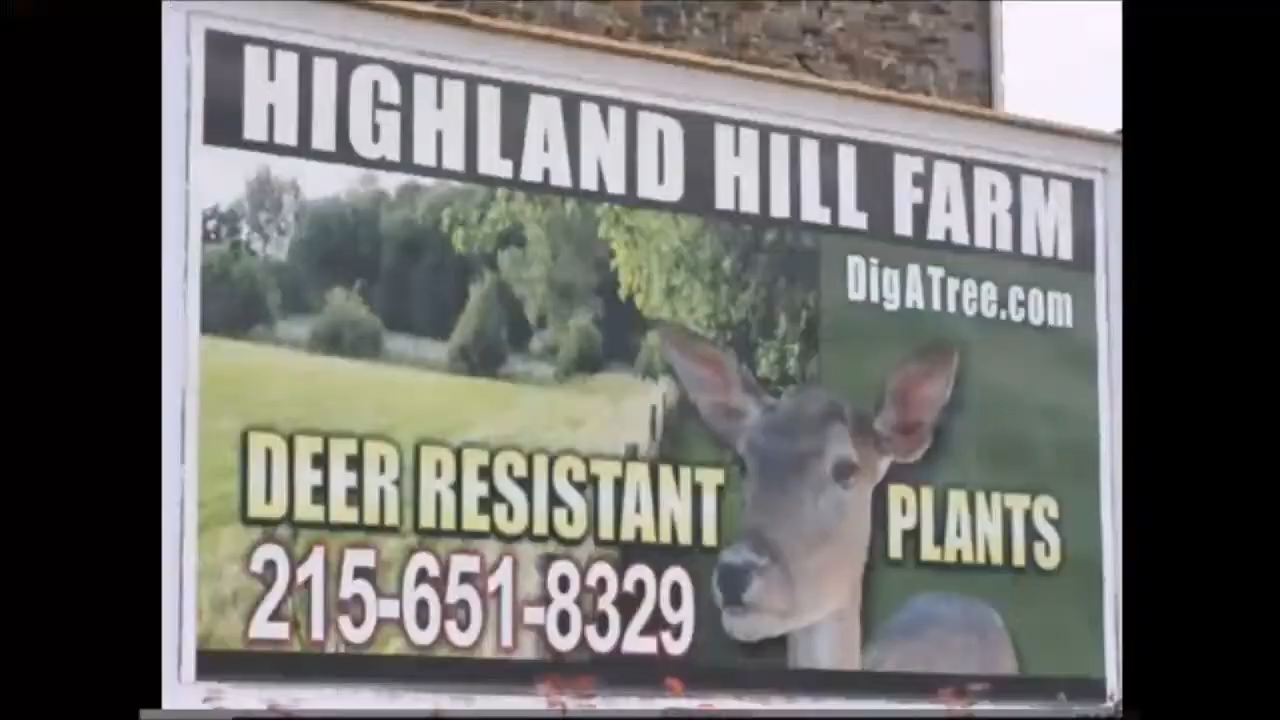 HIGHLAND HILL FARM
DigATree.com
DEER RESISTANT PLANTS
215-651-8329